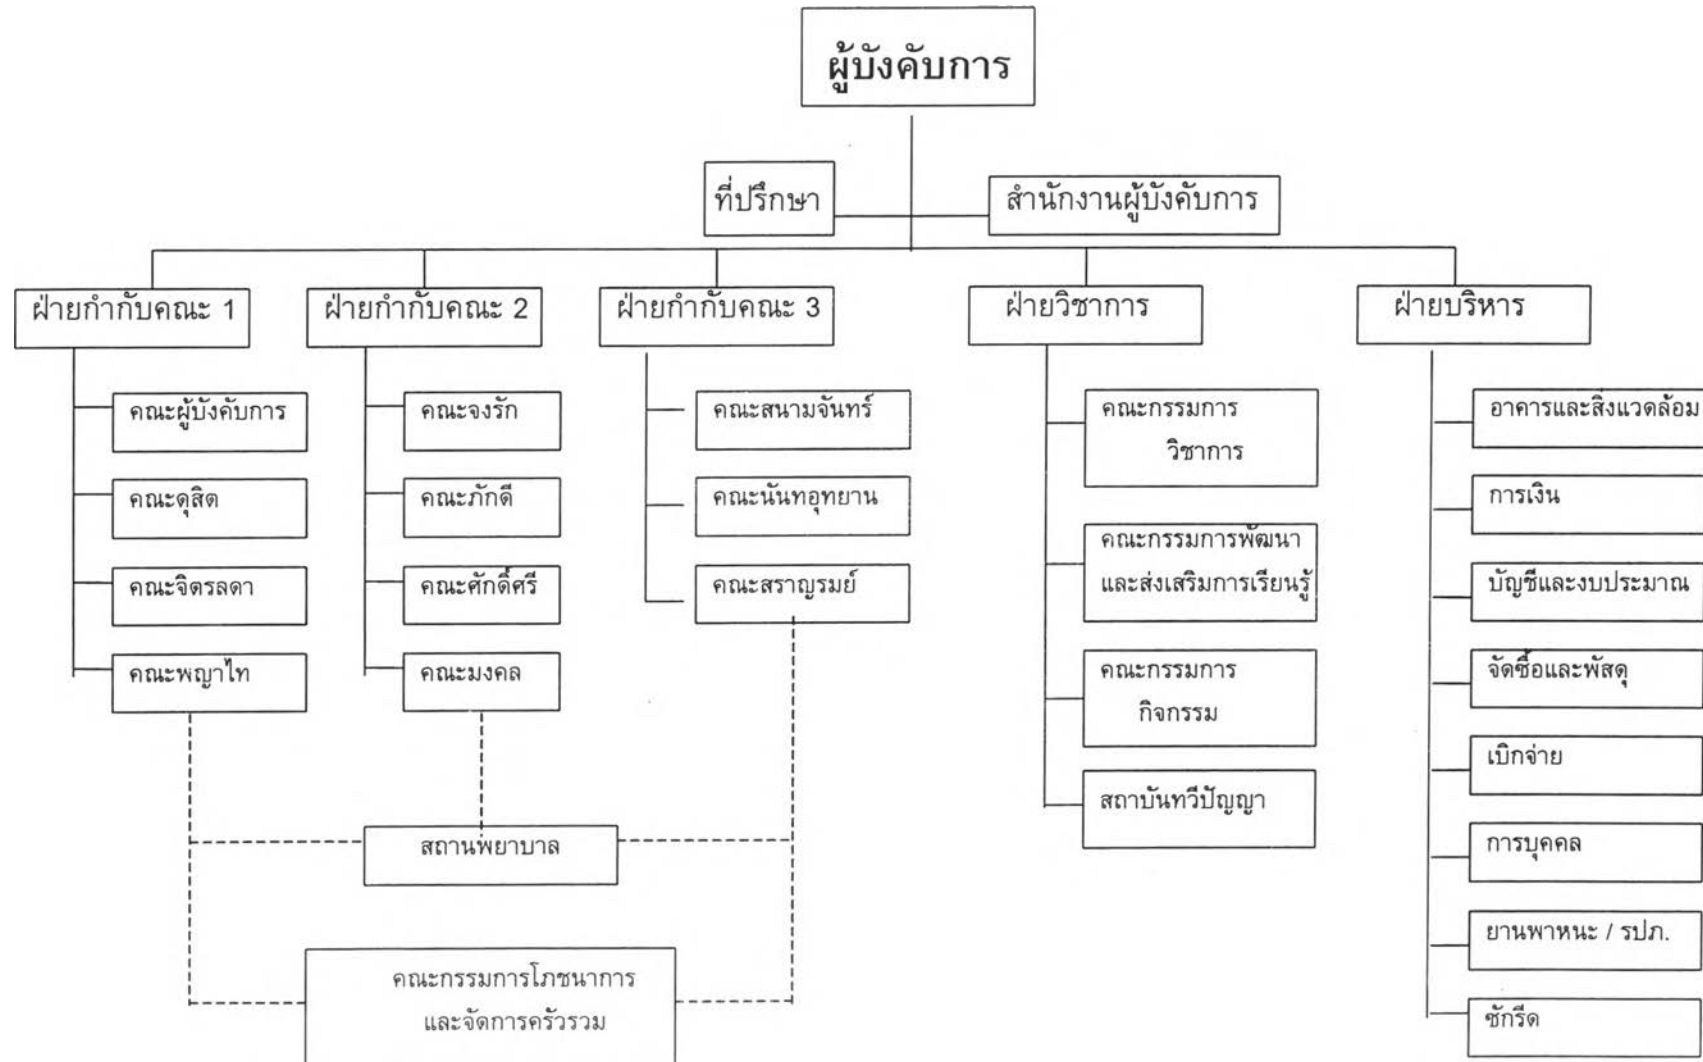 ผู้บังคับการ
ที่ปรึกษา
สำนักงานผู้บังคับการ
ฝ่ายกำกับคณะ 1
ฝ่ายกำกับคณะ 2
ฝ่ายกำกับคณะ 3
ฝ่ายวิชาการ
ฝ่ายบริหาร
คณะผู้บังคับการ
คณะดุสิต
คณะจิตรลดา
คณะพญาไท
คณะจงรัก
คณะภักดี
คณะศักดิ์ศรี
คณะมงคล
คณะสนามจันทร์
คณะนันทอุทยาน
คณะสราญรมย์
คณะกรรมการ
วิชาการ
คณะกรรมการพัฒนา
และส่งเสริมการเรียนรู้
คณะกรรมการ
กิจกรรม
สถาบันทวีปัญญา
อาคารและสิ่งแวดล้อม
การเงิน
บัญชีและงบประมาณ
จัดซื้อและพัสดุ
เบิกจ่าย
การบุคคล
ยานพาหนะ / รปภ.
ซักรีด
สถานพยาบาล
คณะกรรมการโภชนาการ
และจัดการครัวรวม